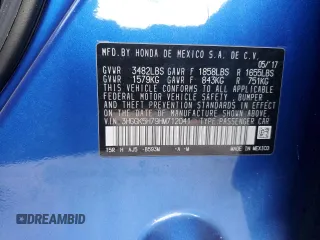 MFD. BY HONDA DE MEXICO S.A. DE C.V.
05/17
GVWR 3482LBS GAWR F 1858LBS R 1655LBS
GVWR 1579KG GAWR F 843KG R 751KG
THIS VEHICLE CONFORMS TO ALL APPLICABLE
FEDERAL MOTOR VEHICLE SAFETY, BUMPER
AND THEFT PREVENTION STANDARDS IN EFFECT
ON THE DATE OF MANUFACTURE SHOWN ABOVE.
TYPE:PASSENGER CAR
MADE IN
MEXICO
DREAMBID